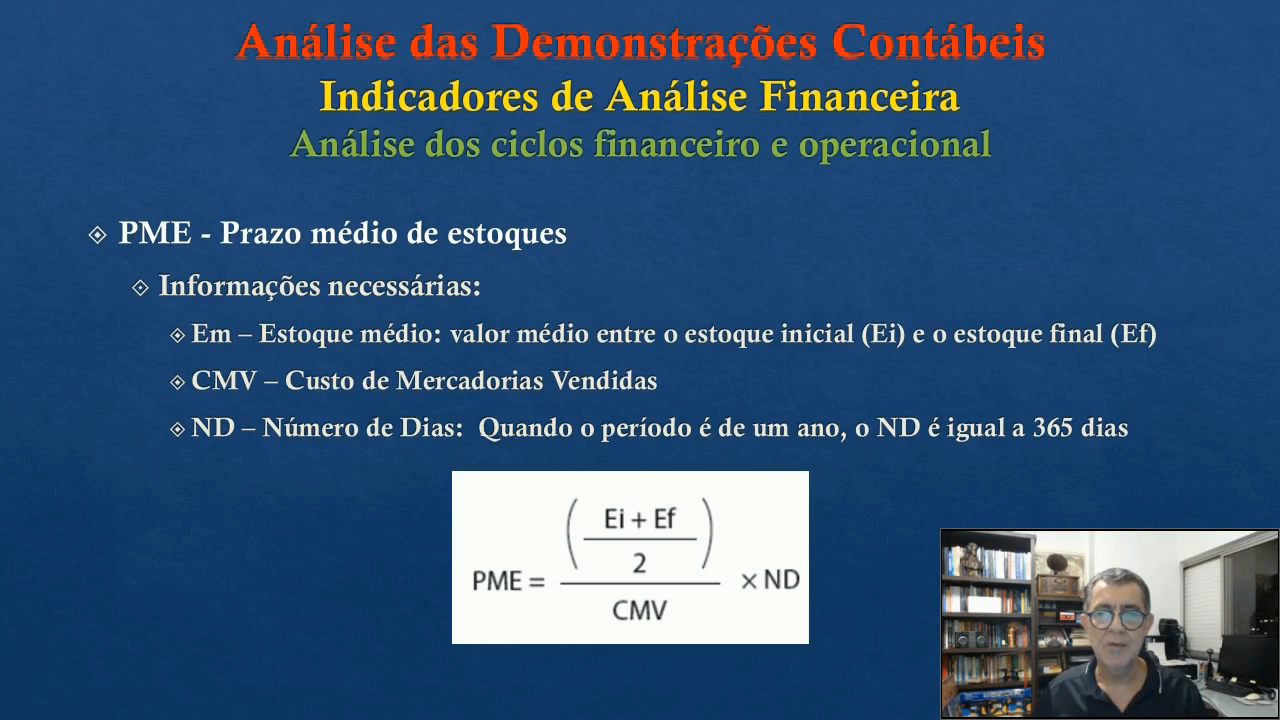 Análise das Demonstrações Contábeis
Indicadores de Análise Financeira
Análise dos ciclos financeiro e operacional
PME - Prazo médio de estoques
Informações necessárias:
Em – Estoque médio: valor médio entre o estoque inicial (Ei) e o estoque final (Ef)
CMV – Custo de Mercadorias Vendidas
ND – Número de Dias: Quando o período é de um ano, o ND é igual a 365 dias
( Ei + Ef )
2
PME = × ND
CMV